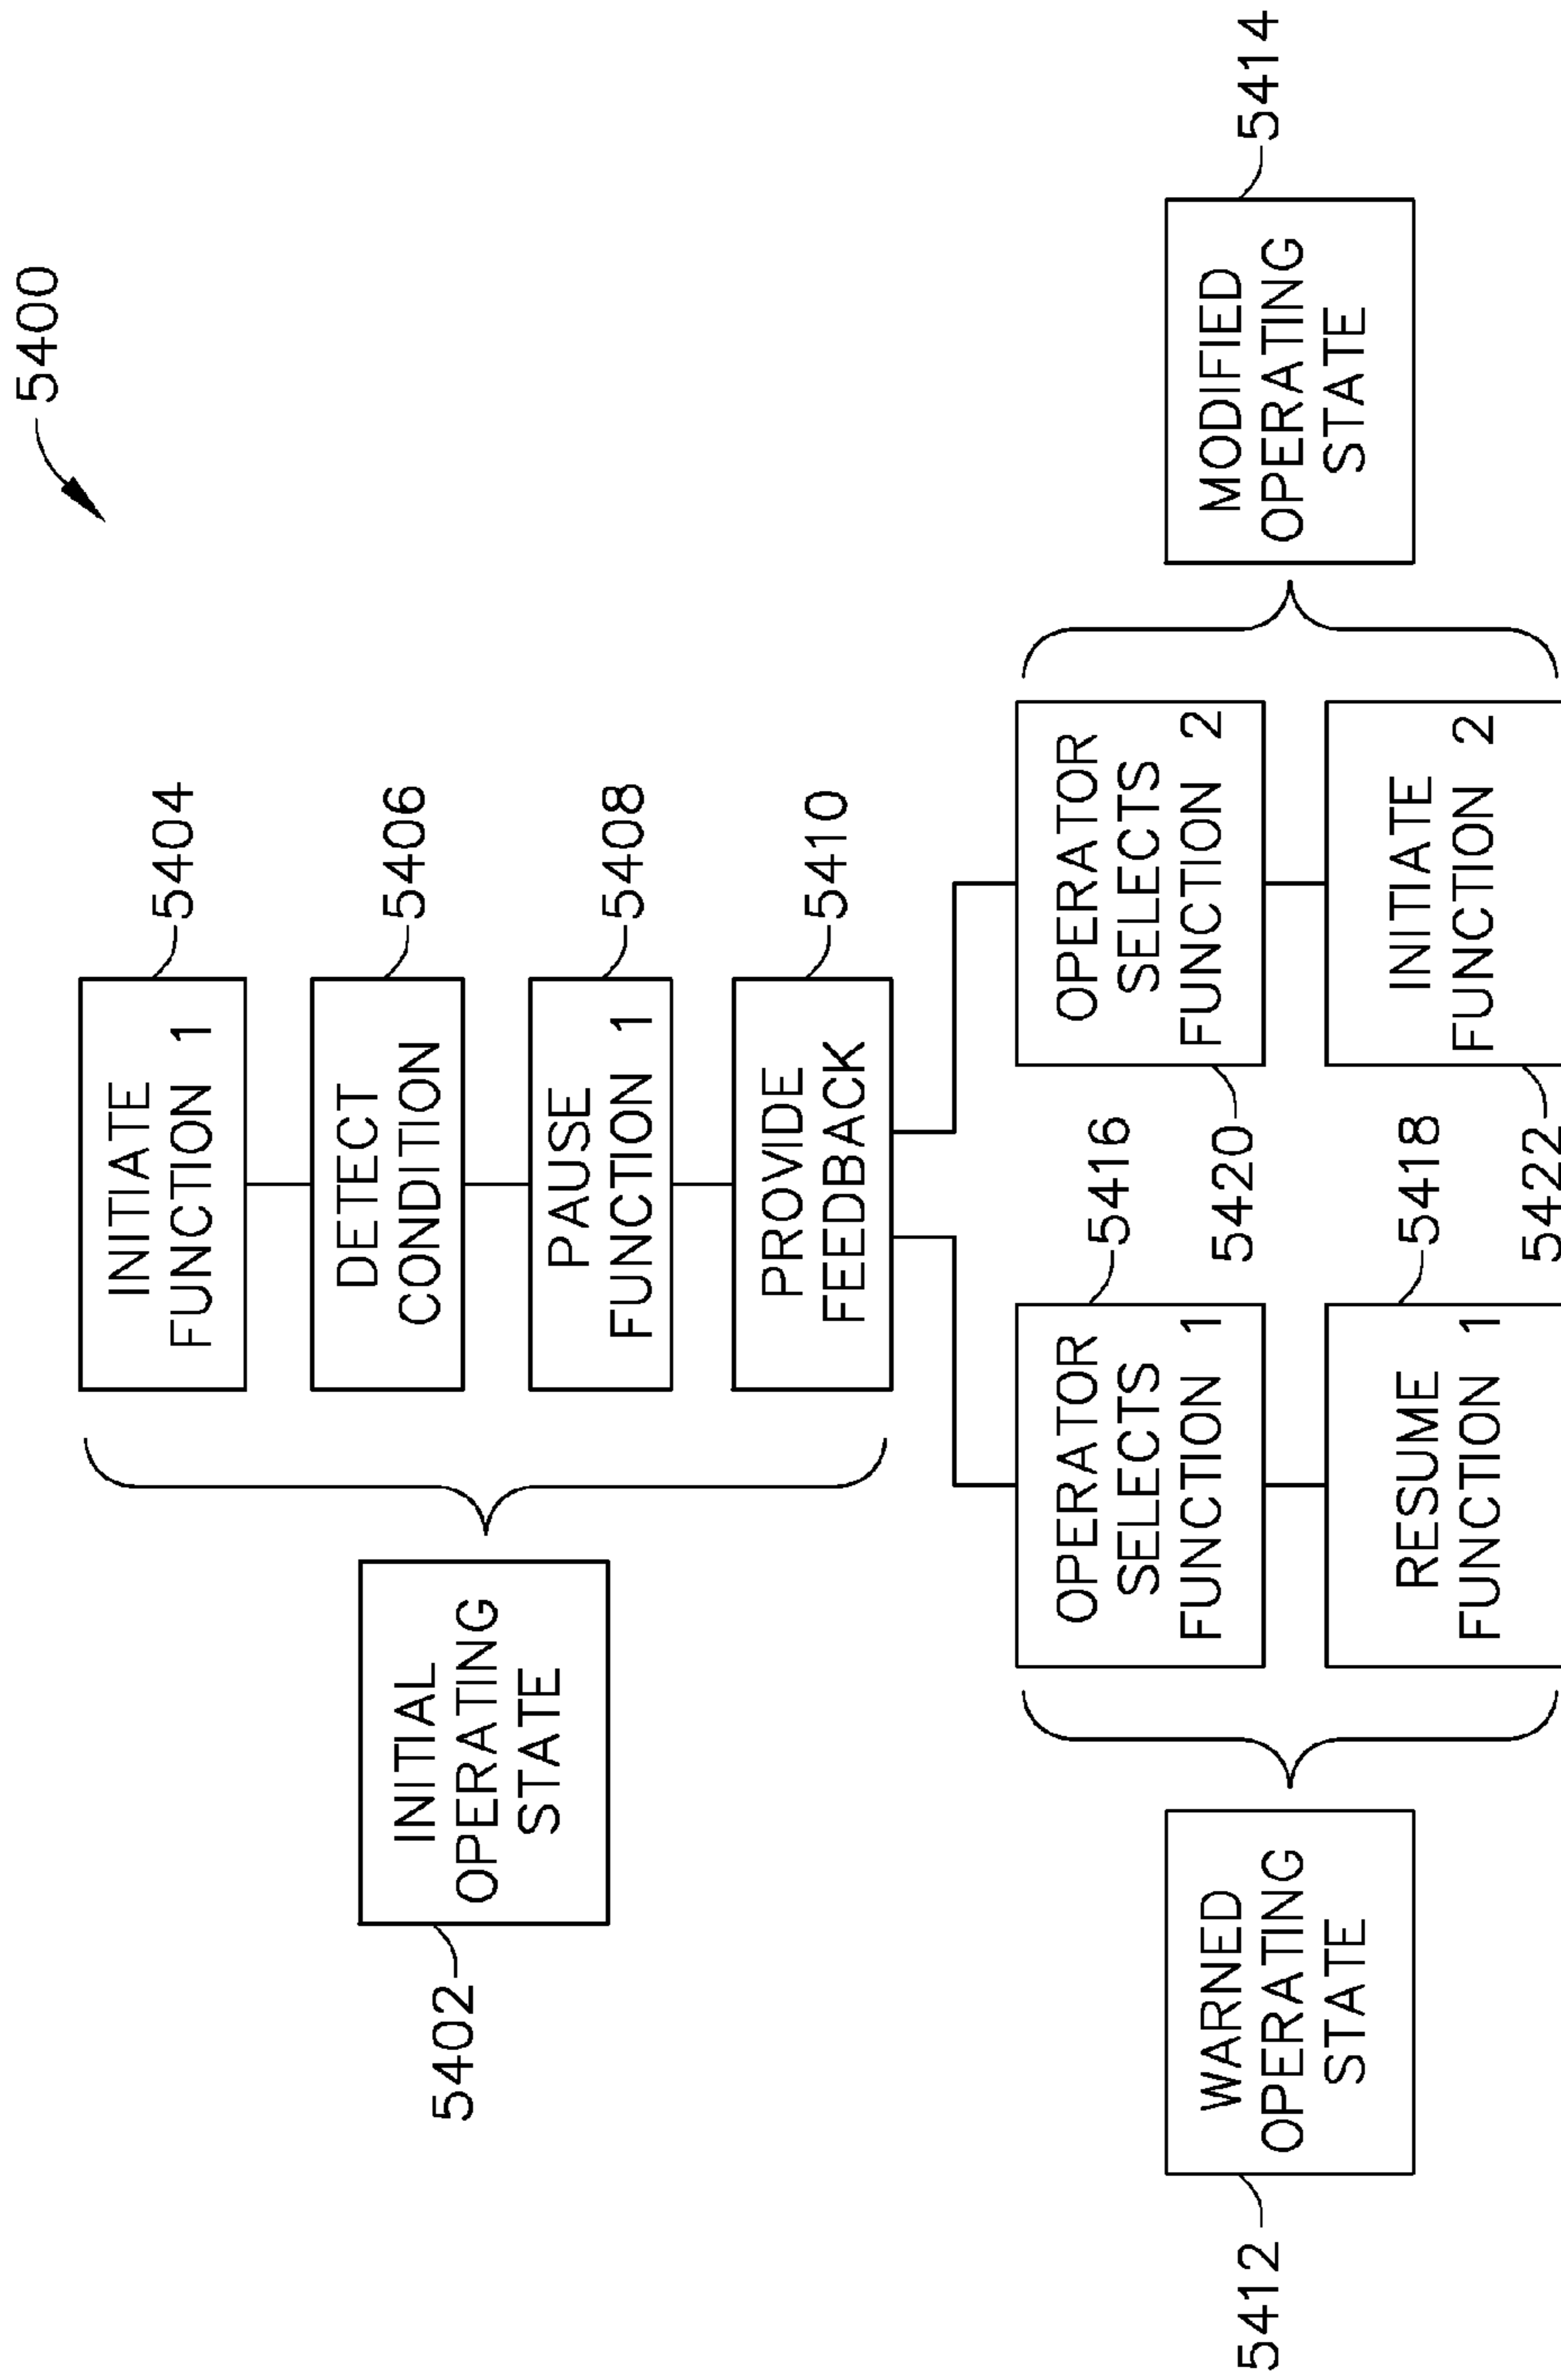 5400
INITIATE
FUNCTION 1
5404
DETECT
CONDITION
5406
INITIAL
OPERATING
STATE
5402
PAUSE
FUNCTION 1
5408
PROVIDE
FEEDBACK
5410
OPERATOR
SELECTS
FUNCTION 1
5416
OPERATOR
SELECTS
FUNCTION 2
5420
WARNED
OPERATING
STATE
5412
MODIFIED
OPERATING
STATE
5414
RESUME
FUNCTION 1
5418
INITIATE
FUNCTION 2
5422